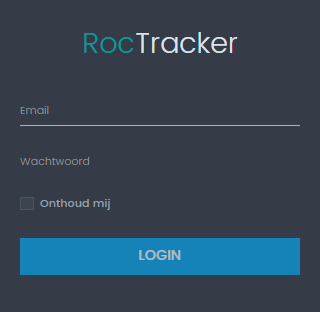 RocTracker
Email
Wachtwoord
Onthoud mij
LOGIN